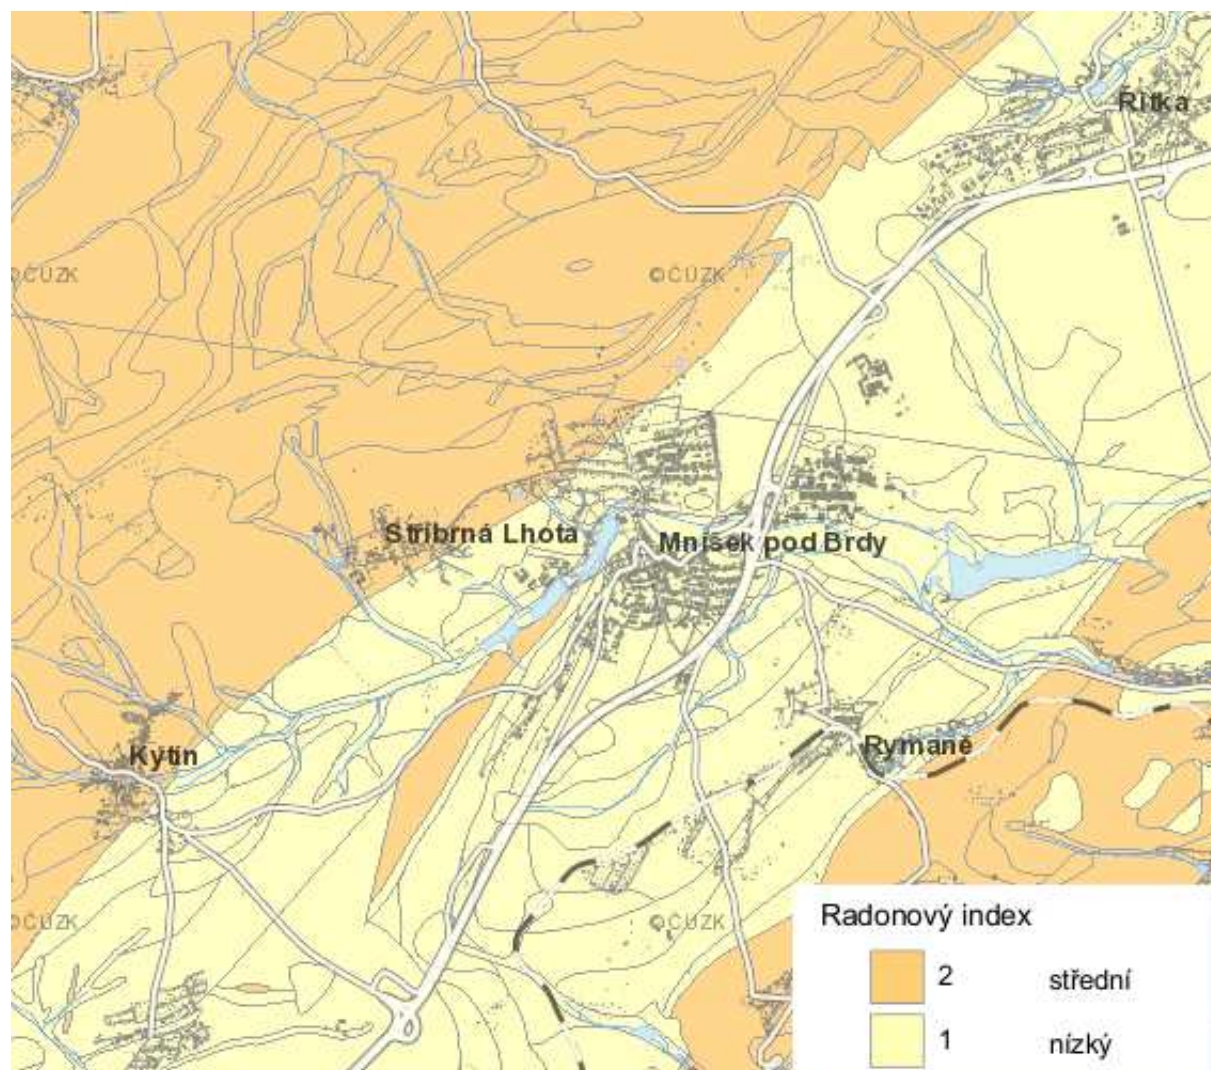 Řitka
©ČÚZK
©ČÚZK
Stříbrná Lhota
Mníšek pod Brdy
Kytín
Rymaně
©ČÚZK
©ČÚZK
Radonový index
2 střední
1 nízký